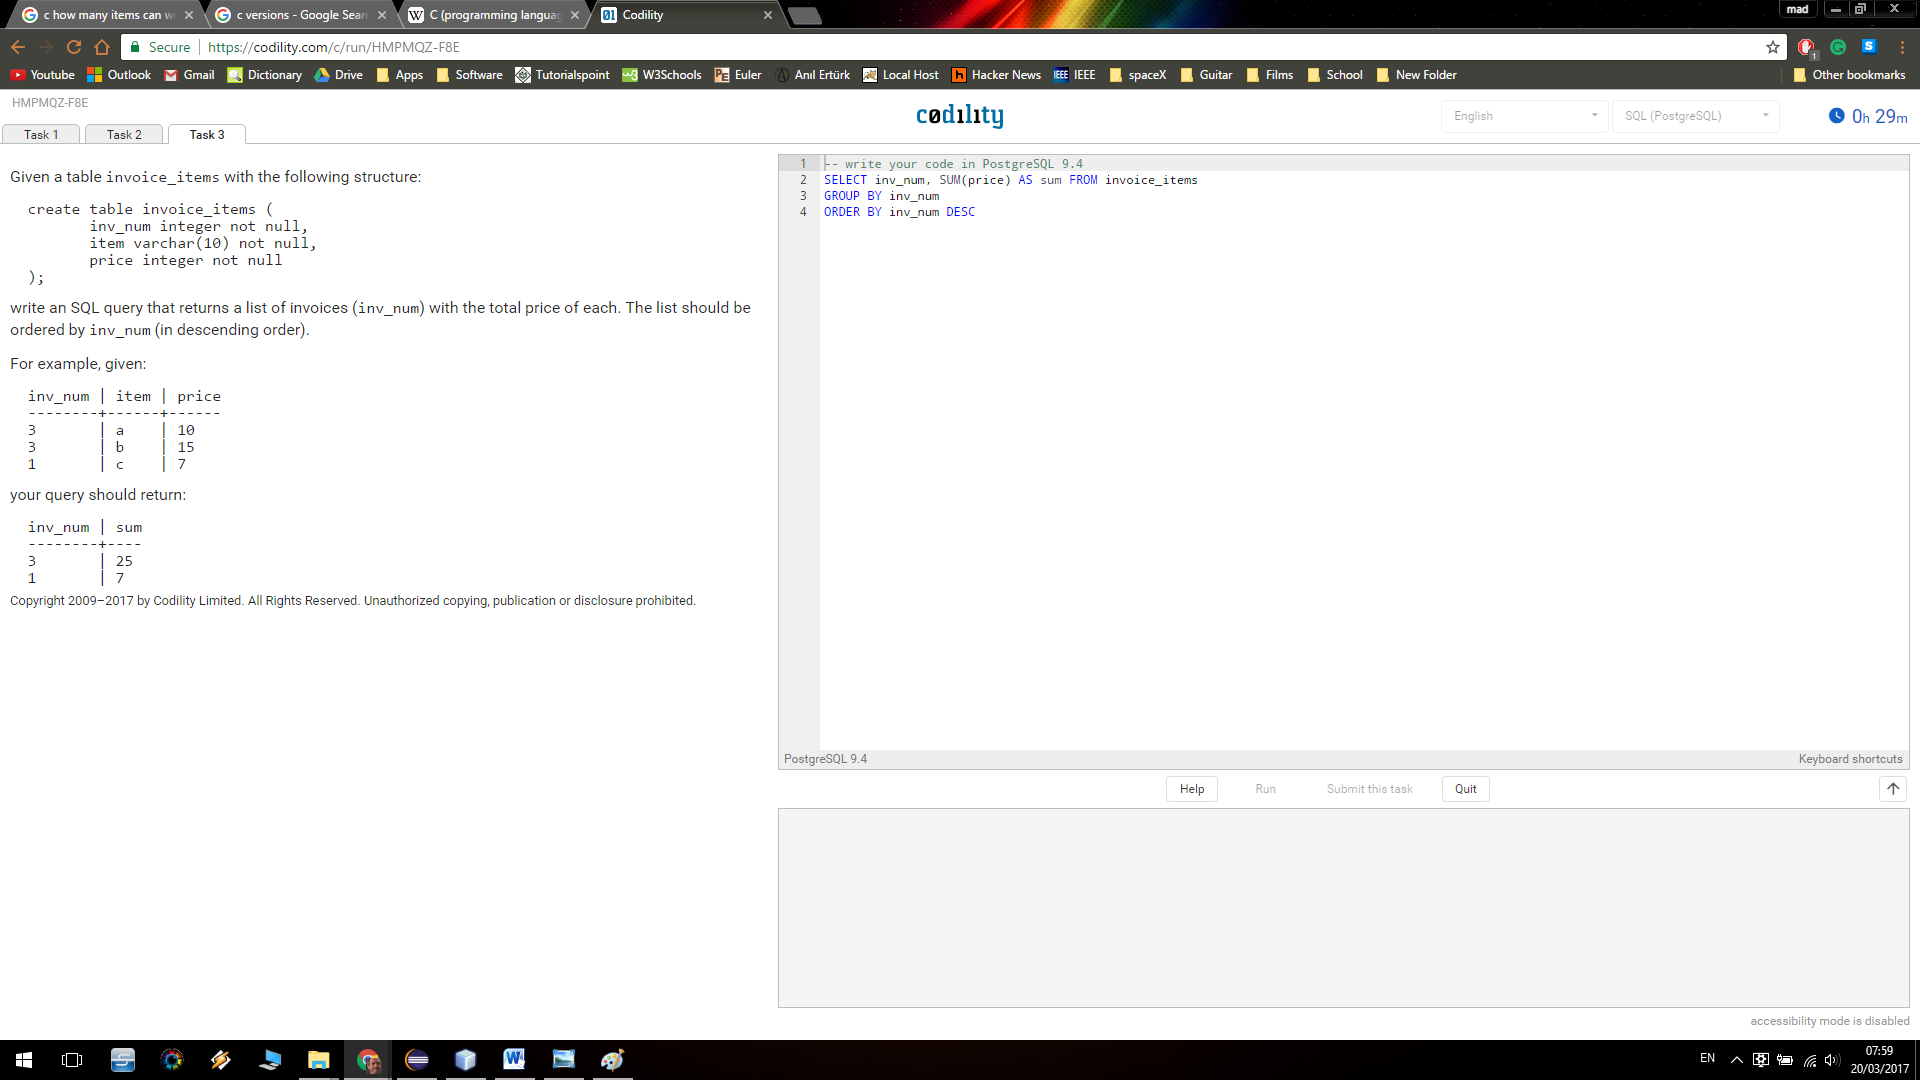 c how many items can
c versions - Google Sear
C (programming languag
Codility
mad
Secure https://codility.com/c/run/HMPMQZ-F8E
Youtube Outlook Gmail Dictionary Drive Apps Software Tutorialspoint W3Schools Euler Anıl Ertürk Local Host Hacker News IEEE spaceX Guitar Films School New Folder Other bookmarks
HMPMQZ-F8E
codility
English
SQL (PostgreSQL)
0h 29m
Task 1
Task 2
Task 3
Given a table invoice_items with the following structure:
create table invoice_items (
inv_num integer not null,
item varchar(10) not null,
price integer not null
);
write an SQL query that returns a list of invoices (inv_num) with the total price of each. The list should be
ordered by inv_num (in descending order).
For example, given:
inv_num | item | price
--------+------+------
3 | a | 10
3 | b | 15
1 | c | 7
your query should return:
inv_num | sum
--------+----
3 | 25
1 | 7
Copyright 2009–2017 by Codility Limited. All Rights Reserved. Unauthorized copying, publication or disclosure prohibited.
1 -- write your code in PostgreSQL 9.4
2 SELECT inv_num, SUM(price) AS sum FROM invoice_items
3 GROUP BY inv_num
4 ORDER BY inv_num DESC
PostgreSQL 9.4
Keyboard shortcuts
Help
Run
Submit this task
Quit
accessibility mode is disabled
EN
07:59
20/03/2017